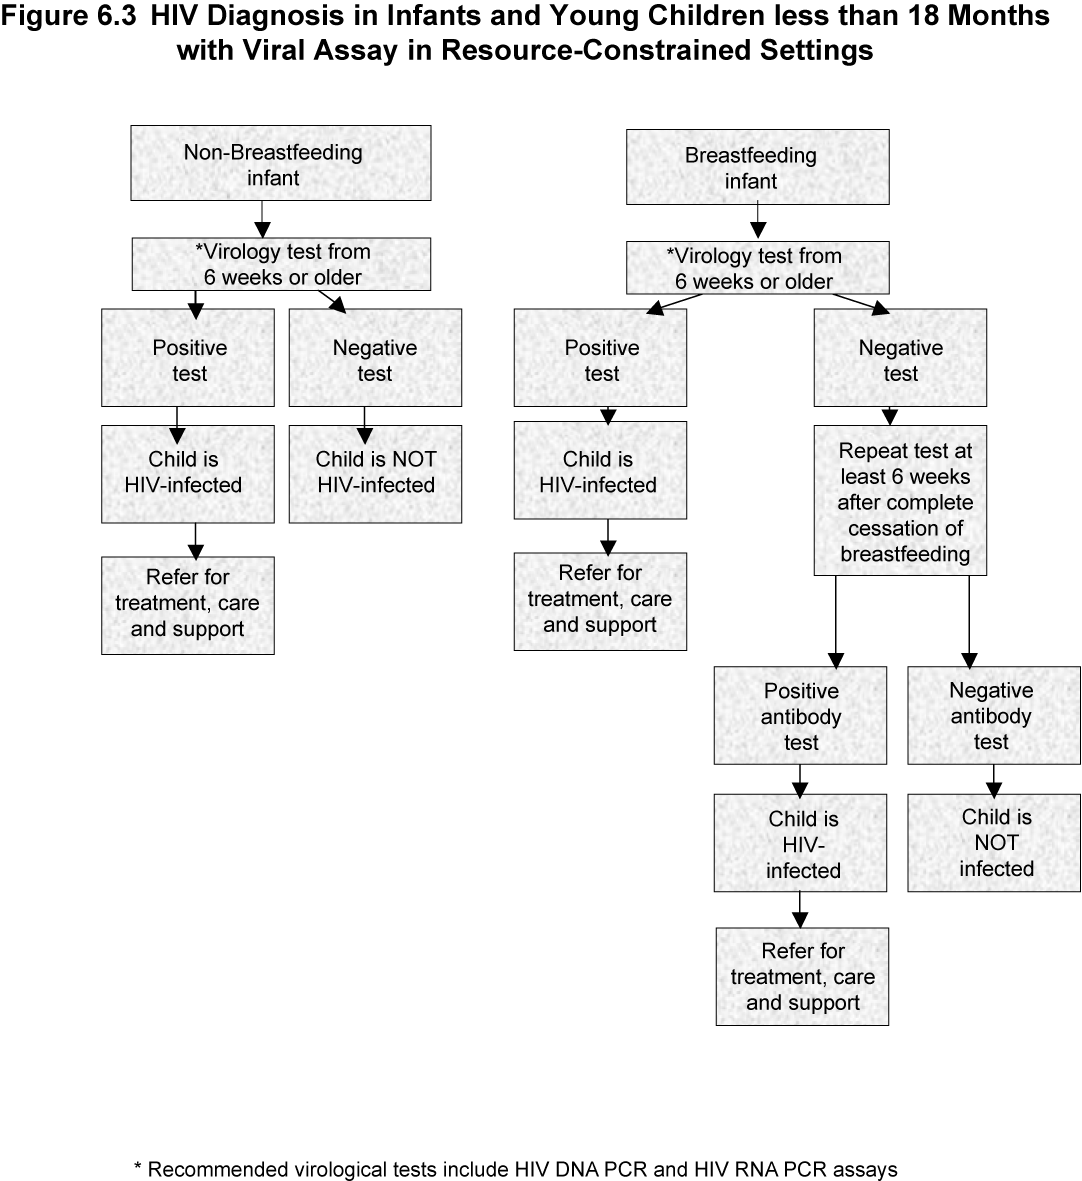 Figure 6.3 HIV Diagnosis in Infants and Young Children less than 18 Months
with Viral Assay in Resource-Constrained Settings
Non-Breastfeeding
infant
*Virology test from
6 weeks or older
Positive
test
Negative
test
Child is
HIV-infected
Child is NOT
HIV-infected
Refer for
treatment, care
and support
Breastfeeding
infant
*Virology test from
6 weeks or older
Positive
test
Negative
test
Child is
HIV-infected
Refer for
treatment, care
and support
Repeat test at
least 6 weeks
after complete
cessation of
breastfeeding
Positive
antibody
test
Negative
antibody
test
Child is
HIV-
infected
Child is
NOT
infected
Refer for
treatment, care
and support
* Recommended virological tests include HIV DNA PCR and HIV RNA PCR assays